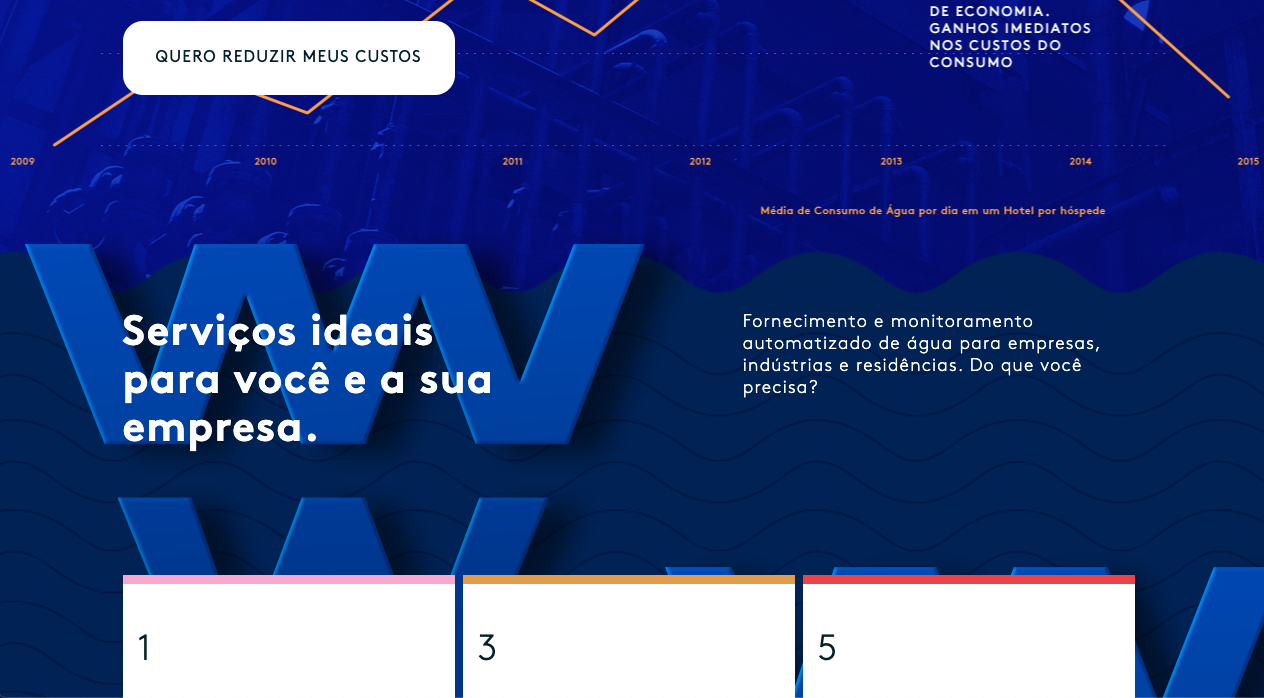 DE ECONOMIA.
GANHOS IMEDIATOS
NOS CUSTOS DO
CONSUMO
QUERO REDUZIR MEUS CUSTOS
2009 2010 2011 2012 2013 2014 2015
Média de Consumo de Água por dia em um Hotel por hóspede
Serviços ideais
para você e a sua
empresa.
Fornecimento e monitoramento
automatizado de água para empresas,
indústrias e residências. Do que você
precisa?
1 3 5